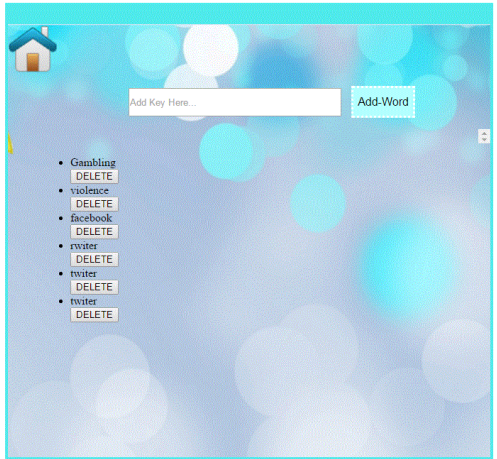 Add Key Here...
Add-Word
Gambling
DELETE
violence
DELETE
facebook
DELETE
rwiter
DELETE
twiter
DELETE
twiter
DELETE